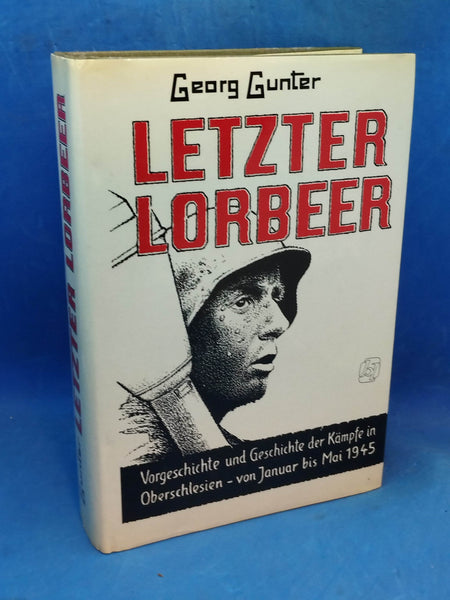 Georg Gunter
LETZTER
LORBEER
Vorgeschichte und Geschichte der Kämpfe in
Oberschlesien – von Januar bis Mai 1945
LETZTER LORBEER